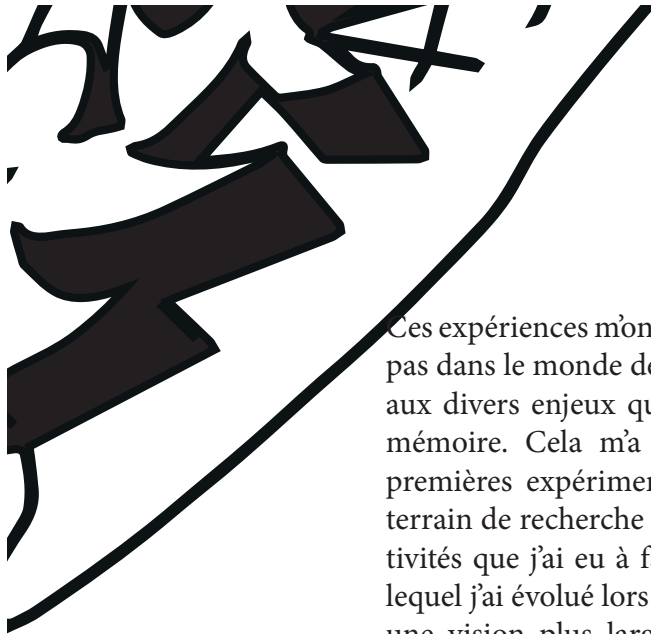 Ces expériences m'on
pas dans le monde de
aux divers enjeux qu
mémoire. Cela m'a
premières expérimen
terrain de recherche
tivités que j'ai eu à f
lequel j'ai évolué lors
une vision plus larg